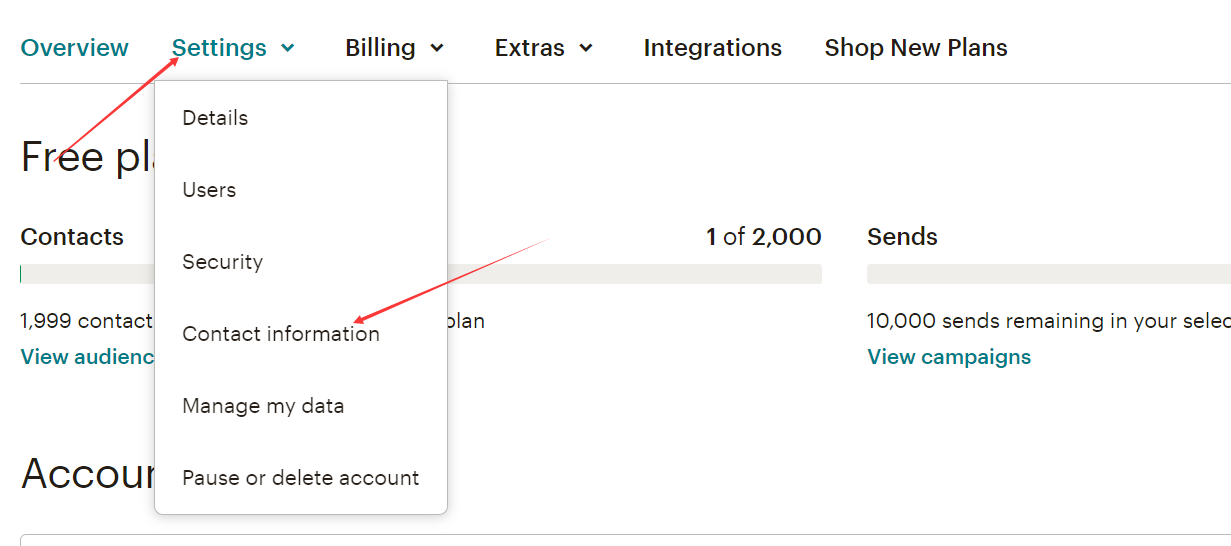 Overview Settings Billing Extras Integrations Shop New Plans
Details
Free pla
Users
Contacts 1 of 2,000 Sends
Security
1,999 contact plan 10,000 sends remaining in your selec
Contact information
View audienc View campaigns
Manage my data
Accoun
Pause or delete account